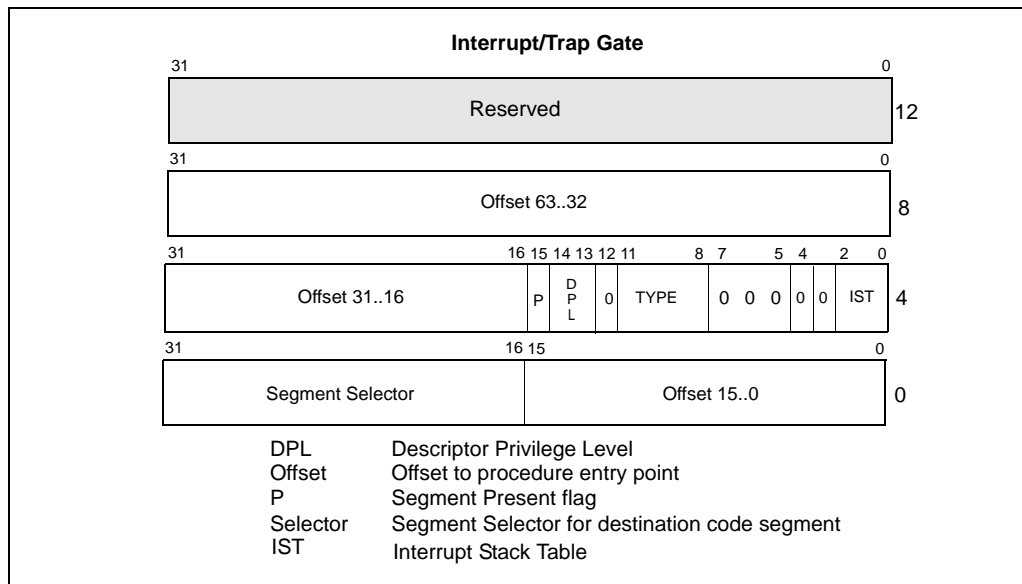 Interrupt/Trap Gate
31 0
Reserved 12
31 0
Offset 63..32 8
31 16 15 14 13 12 11 8 7 5 4 2 0
Offset 31..16 P D P L 0 TYPE 0 0 0 0 0 IST 4
31 16 15 0
Segment Selector Offset 15..0 0
DPL Descriptor Privilege Level
Offset Offset to procedure entry point
P Segment Present flag
Selector Segment Selector for destination code segment
IST Interrupt Stack Table